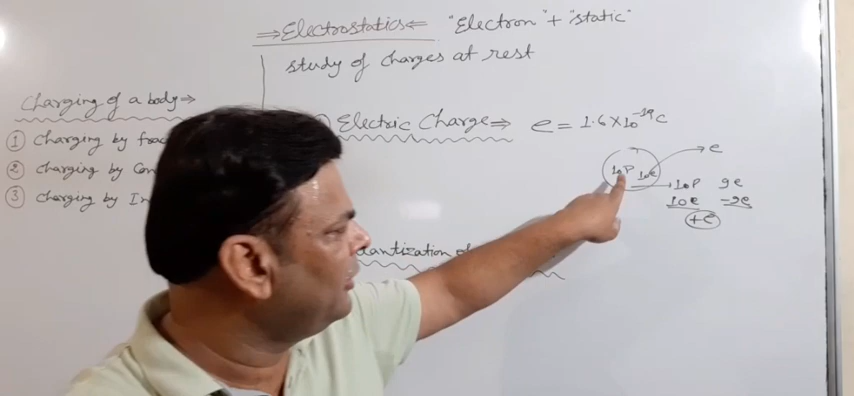 ⇒Electrostatics⇐ "Electron" + "static"
study of charges at rest
Charging of a body⇒
① Charging by
② Charging by
③ Charging by
Electric Charge⇒ e = 1.6×10⁻¹⁹C
e
10P 10e
10P 9e
10e -9e
+e